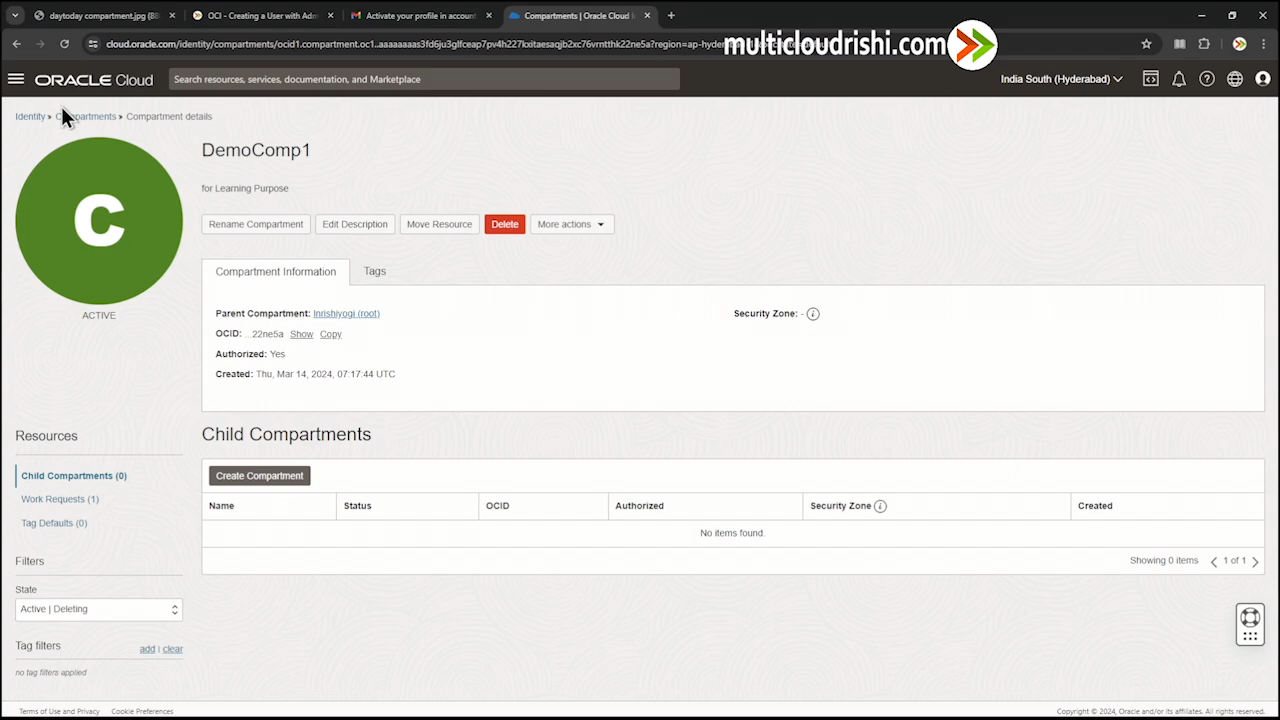 daytoday compartment.jpg (88
OCI - Creating a User with Adm
Activate your profile in accoun
Compartments | Oracle Cloud I
multicloudrishi.com
ORACLE Cloud
Search resources, services, documentation, and Marketplace
India South (Hyderabad)
Identity » Compartments » Compartment details
C
ACTIVE
DemoComp1
for Learning Purpose
Rename Compartment Edit Description Move Resource Delete More actions
Compartment Information Tags
Parent Compartment: Inrishiyogi (root)
Security Zone: - i
OCID: ...22ne5a Show Copy
Authorized: Yes
Created: Thu, Mar 14, 2024, 07:17:44 UTC
Resources
Child Compartments (0)
Work Requests (1)
Tag Defaults (0)
Filters
State
Active | Deleting
Tag filters add | clear
no tag filters applied
Child Compartments
Create Compartment
Name Status OCID Authorized Security Zone i Created
No items found.
Showing 0 items 1 of 1
Terms of Use and Privacy Cookie Preferences
Copyright © 2024, Oracle and/or its affiliates. All rights reserved.